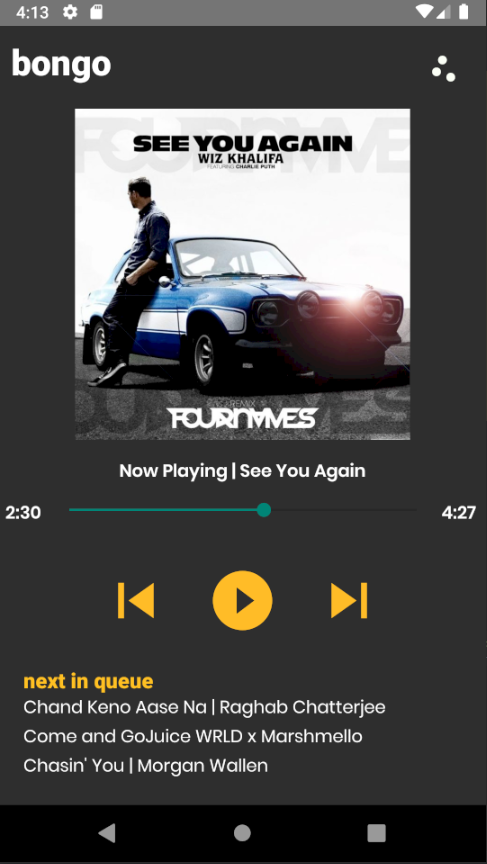 4:13
bongo
SEE YOU AGAIN
WIZ KHALIFA
FEATURING CHARLIE PUTH
REMIX
Now Playing | See You Again
2:30
4:27
next in queue
Chand Keno Aase Na | Raghab Chatterjee
Come and GoJuice WRLD x Marshmello
Chasin' You | Morgan Wallen